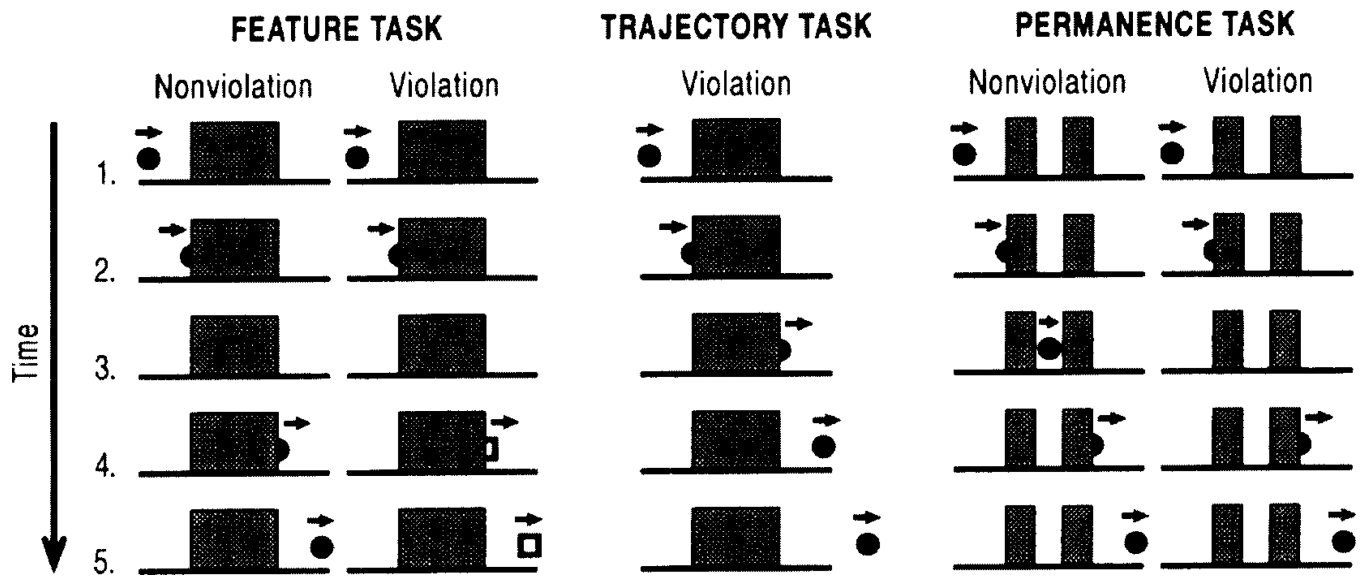 FEATURE TASK TRAJECTORY TASK PERMANENCE TASK
Nonviolation Violation Violation Nonviolation Violation
1.
2.
Time
3.
4.
5.